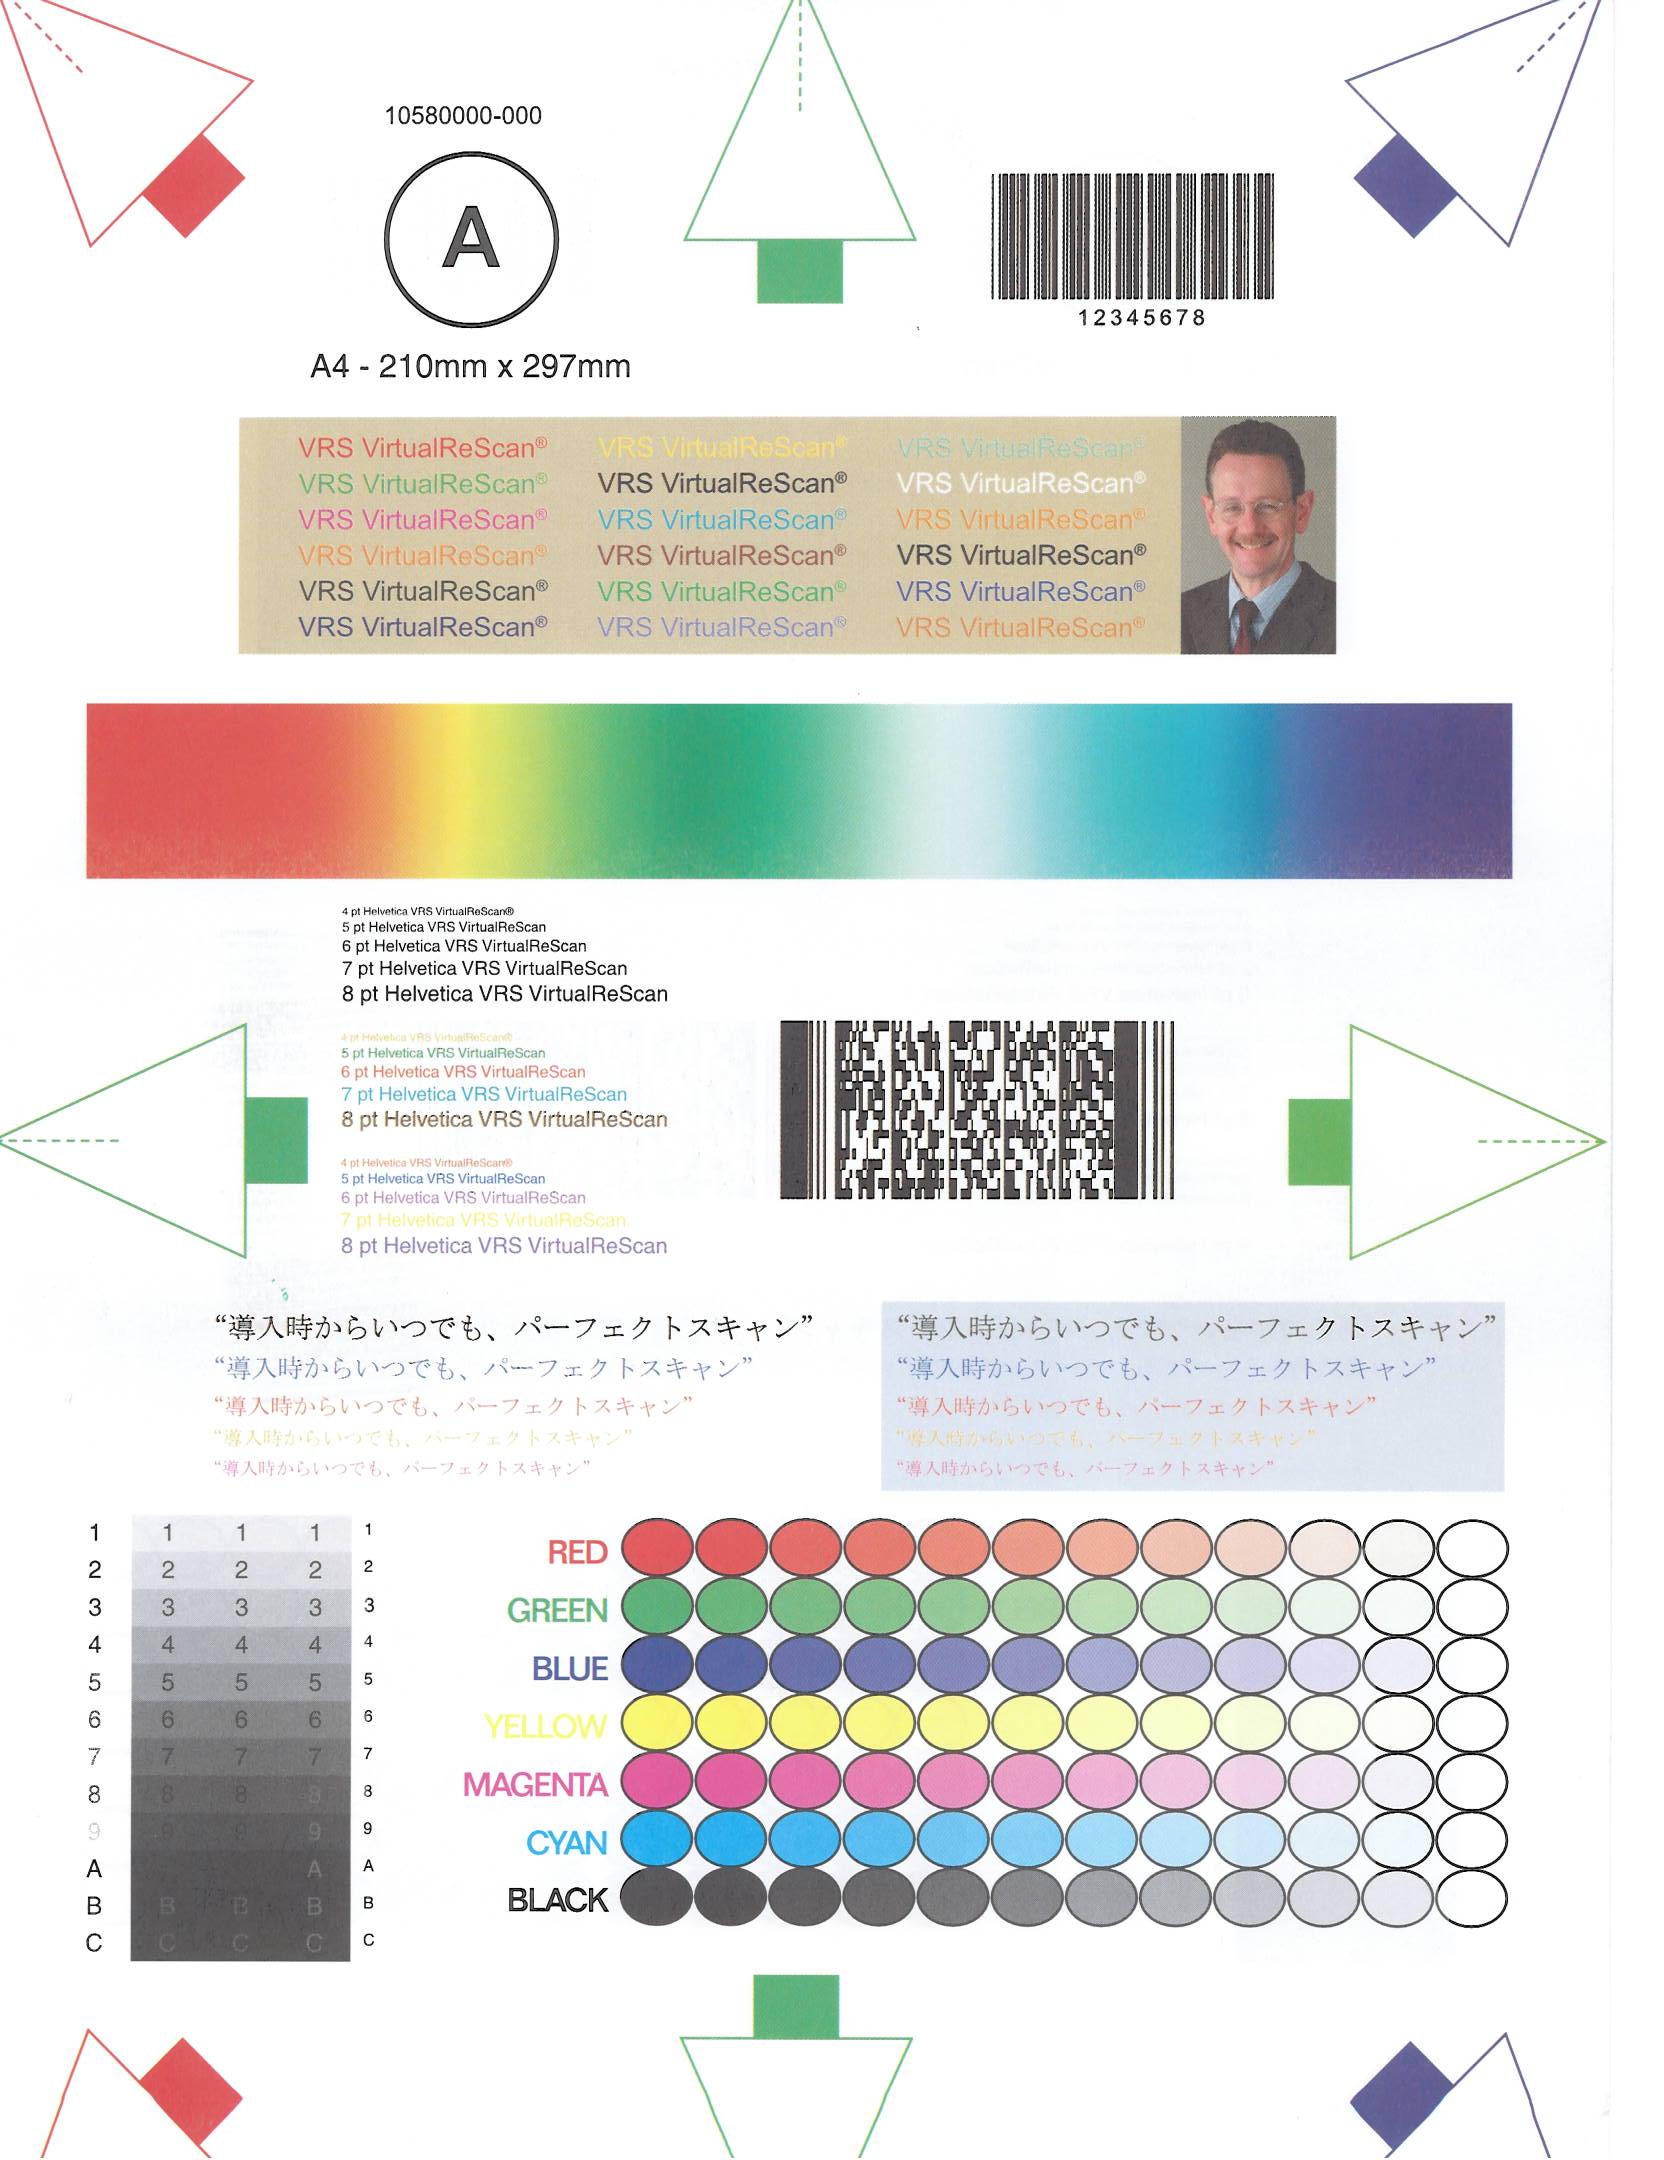 10580000-000
A
12345678
A4 - 210mm x 297mm
VRS VirtualReScan® VRS VirtualReScan® VRS VirtualReScan®
VRS VirtualReScan® VRS VirtualReScan® VRS VirtualReScan®
VRS VirtualReScan® VRS VirtualReScan® VRS VirtualReScan®
VRS VirtualReScan® VRS VirtualReScan® VRS VirtualReScan®
VRS VirtualReScan® VRS VirtualReScan® VRS VirtualReScan®
VRS VirtualReScan® VRS VirtualReScan® VRS VirtualReScan®
4 pt Helvetica VRS VirtualReScan®
5 pt Helvetica VRS VirtualReScan
6 pt Helvetica VRS VirtualReScan
7 pt Helvetica VRS VirtualReScan
8 pt Helvetica VRS VirtualReScan
4 pt Helvetica VRS VirtualReScan®
5 pt Helvetica VRS VirtualReScan
6 pt Helvetica VRS VirtualReScan
7 pt Helvetica VRS VirtualReScan
8 pt Helvetica VRS VirtualReScan
4 pt Helvetica VRS VirtualReScan®
5 pt Helvetica VRS VirtualReScan
6 pt Helvetica VRS VirtualReScan
7 pt Helvetica VRS VirtualReScan
8 pt Helvetica VRS VirtualReScan
“導入時からいつでも、パーフェクトスキャン”
“導入時からいつでも、パーフェクトスキャン”
“導入時からいつでも、パーフェクトスキャン”
“導入時からいつでも、パーフェクトスキャン”
“導入時からいつでも、パーフェクトスキャン”
“導入時からいつでも、パーフェクトスキャン”
“導入時からいつでも、パーフェクトスキャン”
“導入時からいつでも、パーフェクトスキャン”
“導入時からいつでも、パーフェクトスキャン”
“導入時からいつでも、パーフェクトスキャン”
1 1 1 1 1
2 2 2 2 2
3 3 3 3 3
4 4 4 4 4
5 5 5 5 5
6 6 6 6 6
7 7 7 7 7
8 8 8 8 8
9 9 9 9 9
A A A
B B B B B
C C C C C
RED
GREEN
BLUE
YELLOW
MAGENTA
CYAN
BLACK